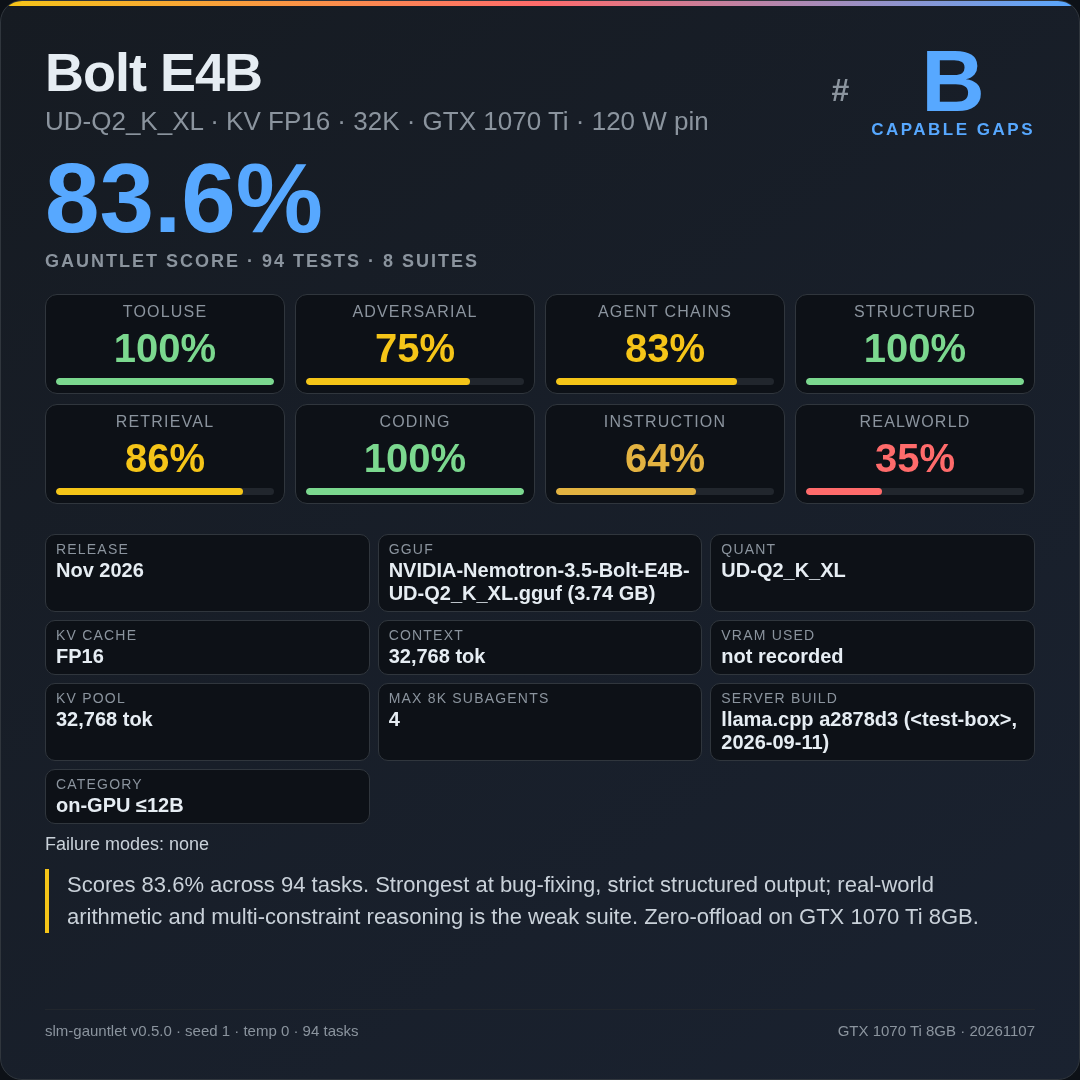 Bolt E4B
UD-Q2_K_XL · KV FP16 · 32K · GTX 1070 Ti · 120 W pin
#
B
CAPABLE GAPS
83.6%
GAUNTLET SCORE · 94 TESTS · 8 SUITES
TOOLUSE
100%
ADVERSARIAL
75%
AGENT CHAINS
83%
STRUCTURED
100%
RETRIEVAL
86%
CODING
100%
INSTRUCTION
64%
REALWORLD
35%
RELEASE
Nov 2026
GGUF
NVIDIA-Nemotron-3.5-Bolt-E4B-
UD-Q2_K_XL.gguf (3.74 GB)
QUANT
UD-Q2_K_XL
KV CACHE
FP16
CONTEXT
32,768 tok
VRAM USED
not recorded
KV POOL
32,768 tok
MAX 8K SUBAGENTS
4
SERVER BUILD
llama.cpp a2878d3 (<test-box>,
2026-09-11)
CATEGORY
on-GPU ≤12B
Failure modes: none
Scores 83.6% across 94 tasks. Strongest at bug-fixing, strict structured output; real-world
arithmetic and multi-constraint reasoning is the weak suite. Zero-offload on GTX 1070 Ti 8GB.
slm-gauntlet v0.5.0 · seed 1 · temp 0 · 94 tasks
GTX 1070 Ti 8GB · 20261107